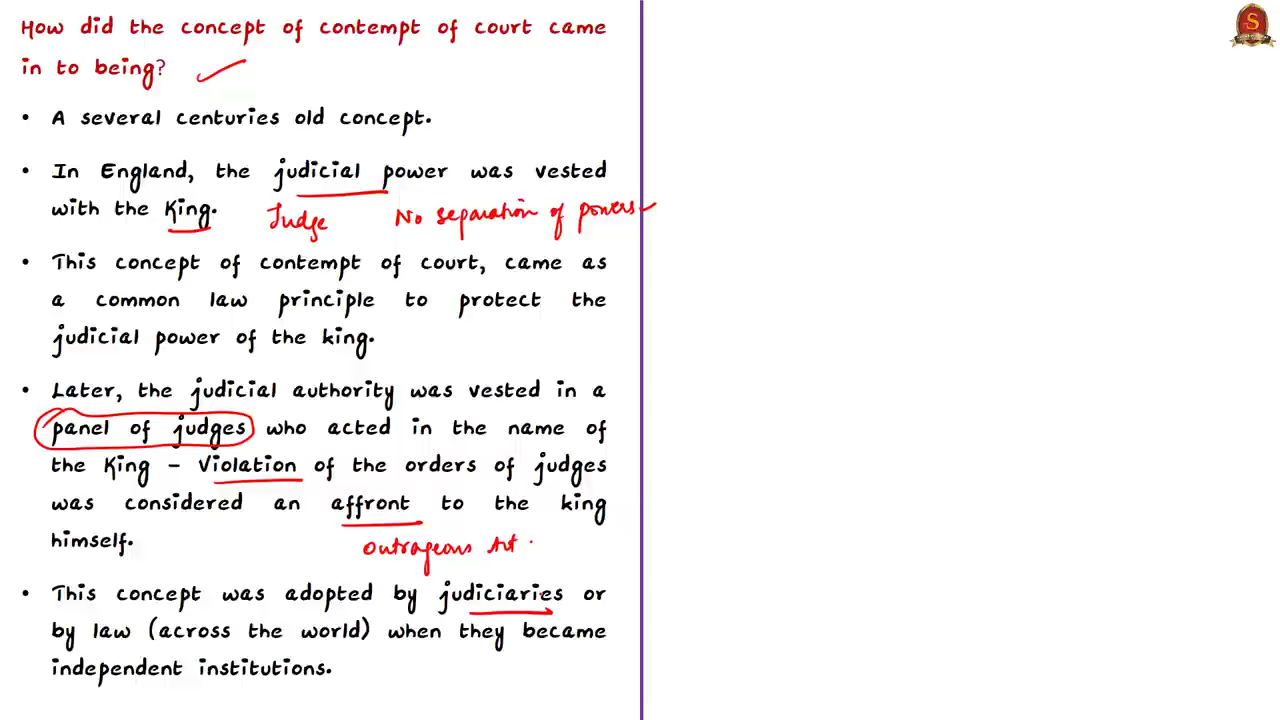 How did the concept of contempt of court came
in to being?
• A several centuries old concept.
• In England, the judicial power was vested
with the King.
Judge No separation of powers
• This concept of contempt of court, came as
a common law principle to protect the
judicial power of the king.
• Later, the judicial authority was vested in a
panel of judges who acted in the name of
the King – Violation of the orders of judges
was considered an affront to the king
himself.
Outrageous Act
• This concept was adopted by judiciaries or
by law (across the world) when they became
independent institutions.
S